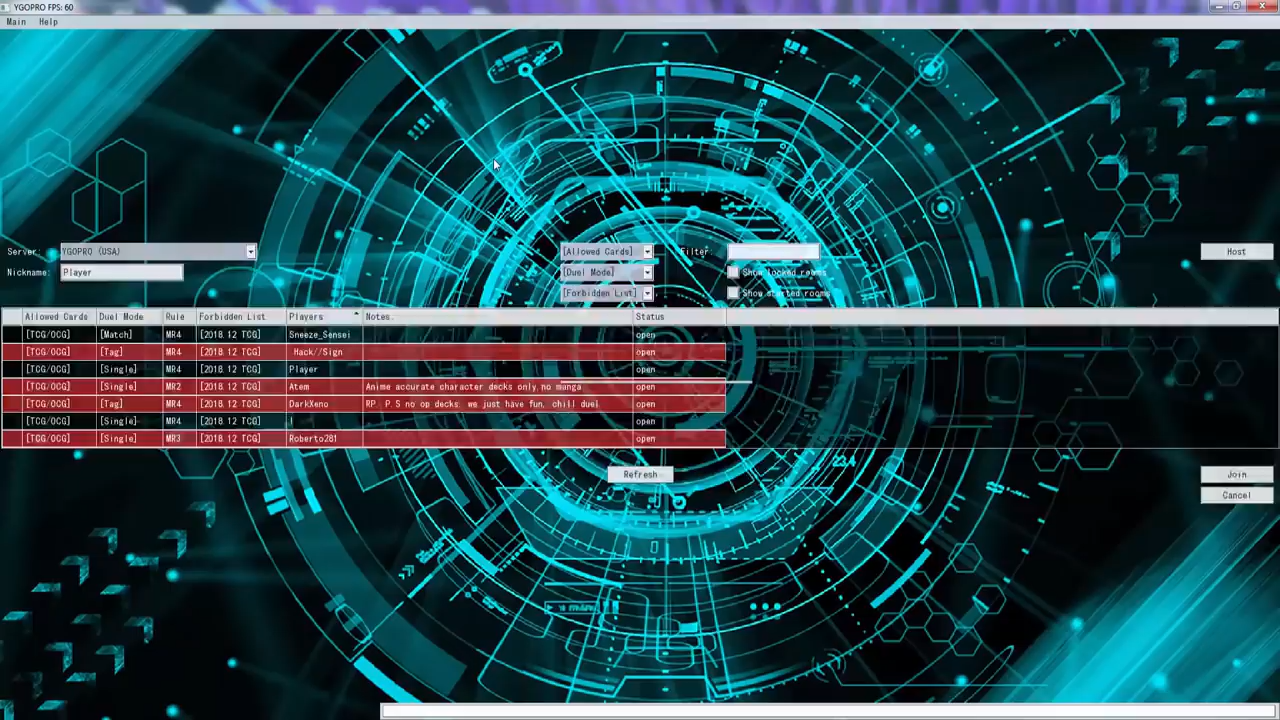 YGOPRO FPS: 60
Main Help
Server: YGOPRO (USA) [Allowed Cards] Filter: Host
Nickname: Player [Duel Mode] Show locked rooms
[Forbidden List] Show started rooms
Allowed Cards Duel Mode Rule Forbidden List Players Notes. Status
[TCG/OCG] [Match] MR4 [2018.12 TCG] Sneeze_Sensei open
[TCG/OCG] [Tag] MR4 [2018.12 TCG] Hack//Sign open
[TCG/OCG] [Single] MR4 [2018.12 TCG] Player open
[TCG/OCG] [Single] MR2 [2018.12 TCG] Atem Anime accurate character decks only,no manga open
[TCG/OCG] [Tag] MR4 [2018.12 TCG] DarkXeno RP. P.S no op decks. we just have fun, chill duel open
[TCG/OCG] [Single] MR4 [2018.12 TCG] ! open
[TCG/OCG] [Single] MR3 [2018.12 TCG] Roberto281 open
Refresh Join
Cancel